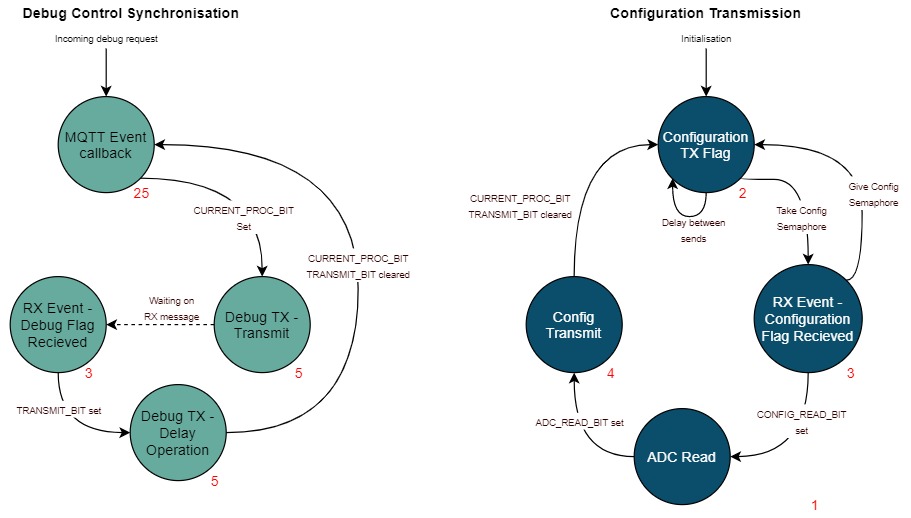 Debug Control Synchronisation
Incoming debug request
MQTT Event
callback
25
CURRENT_PROC_BIT
Set
CURRENT_PROC_BIT
TRANSMIT_BIT cleared
RX Event -
Debug Flag
Recieved
3
Waiting on
RX message
Debug TX -
Transmit
5
TRANSMIT_BIT set
Debug TX -
Delay
Operation
5
Configuration Transmission
Initialisation
Configuration
TX Flag
2
CURRENT_PROC_BIT
TRANSMIT_BIT cleared
Delay between
sends
Take Config
Semaphore
Give Config
Semaphore
Config
Transmit
4
RX Event -
Configuration
Flag Recieved
3
ADC_READ_BIT set
CONFIG_READ_BIT
set
ADC Read
1